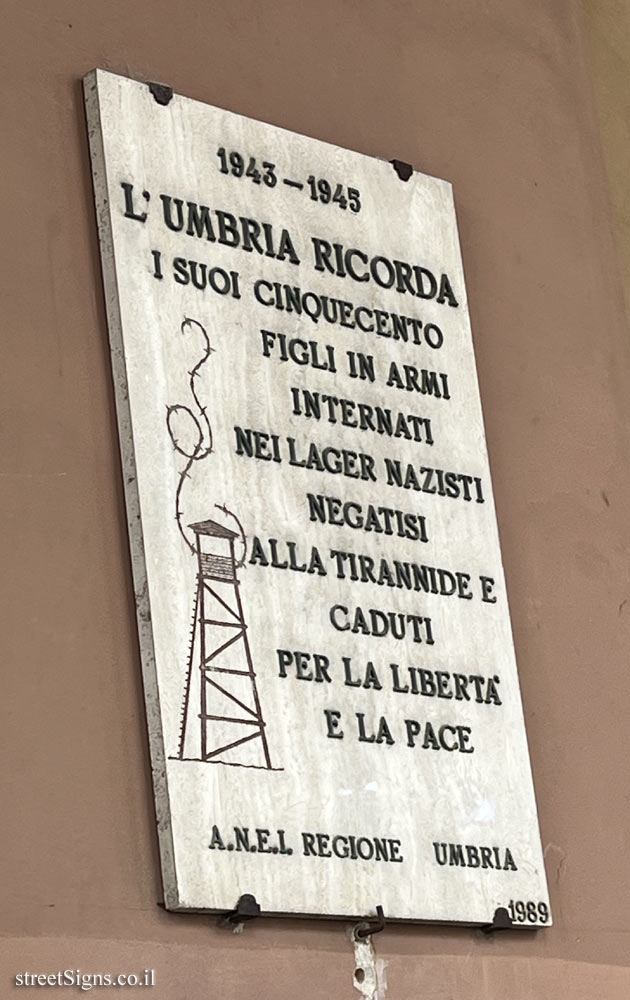 1943 – 1945
L' UMBRIA RICORDA
I SUOI CINQUECENTO
FIGLI IN ARMI
INTERNATI
NEI LAGER NAZISTI
NEGATISI
ALLA TIRANNIDE E
CADUTI
PER LA LIBERTA'
E LA PACE
A.N.E.I. REGIONE UMBRIA
1989
streetSigns.co.il